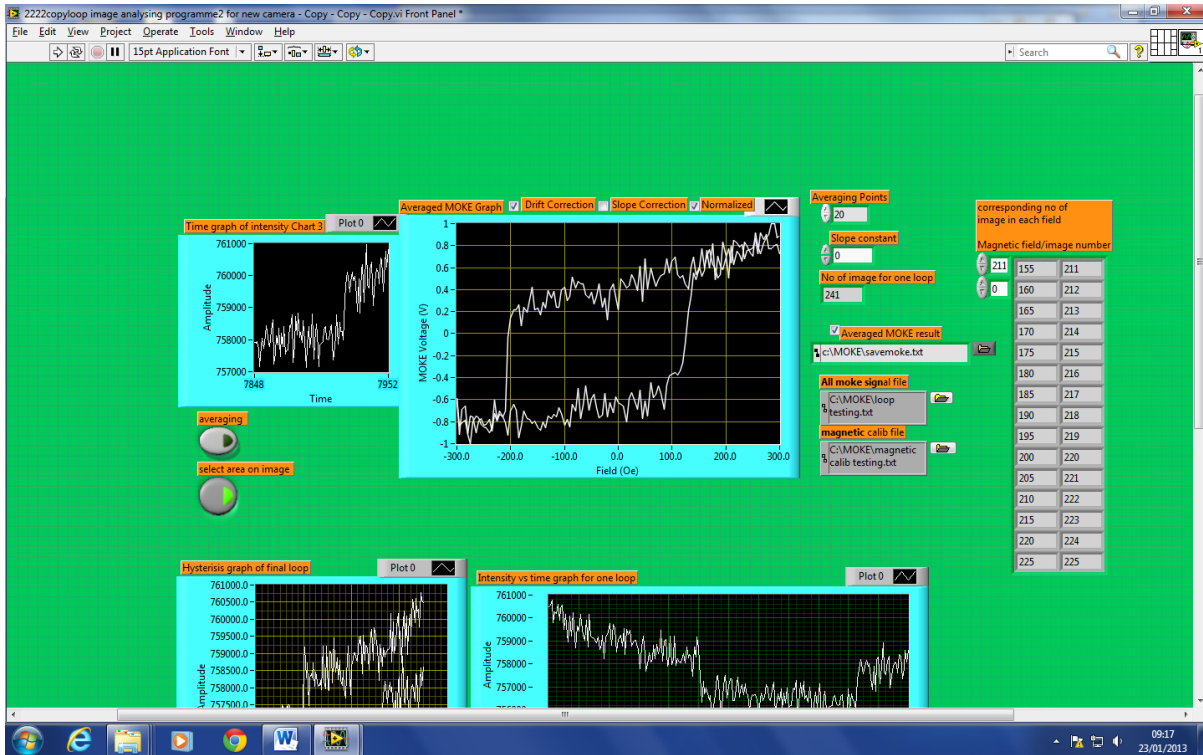 2222copyloop image analysing programme2 for new camera - Copy - Copy - Copy.vi Front Panel *
File Edit View Project Operate Tools Window Help
15pt Application Font
Search
Averaged MOKE Graph Drift Correction Slope Correction Normalized
1
0.8
0.6
0.4
0.2
0
-0.2
-0.4
-0.6
-0.8
-1
MOKE Voltage (V)
-300.0 -200.0 -100.0 0.0 100.0 200.0 300.0
Field (Oe)
Time graph of intensity Chart 3 Plot 0
761000
760000
759000
758000
757000
Amplitude
7848 7952
Time
averaging
select area on image
Averaging Points
20
Slope constant
0
No of image for one loop
241
Averaged MOKE result
c:\MOKE\savemoke.txt
All moke signal file
C:\MOKE\loop
testing.txt
magnetic calib file
C:\MOKE\magnetic
calib testing.txt
corresponding no of
image in each field
Magnetic field/image number
211
0
155 211
160 212
165 213
170 214
175 215
180 216
185 217
190 218
195 219
200 220
205 221
210 222
215 223
220 224
225 225
Hysterisis graph of final loop Plot 0
761000.0
760500.0
760000.0
759500.0
759000.0
758500.0
758000.0
757500.0
Amplitude
Intensity vs time graph for one loop Plot 0
761000
760000
759000
758000
757000
Amplitude
09:17
23/01/2013